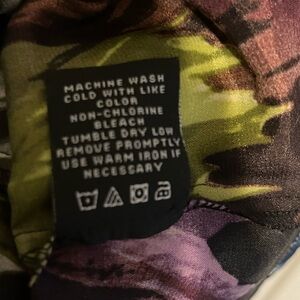 MACHINE WASH
COLD WITH LIKE
COLOR
NON-CHLORINE
BLEACH
TUMBLE DRY LOW
REMOVE PROMPTLY
USE WARM IRON IF
NECESSARY